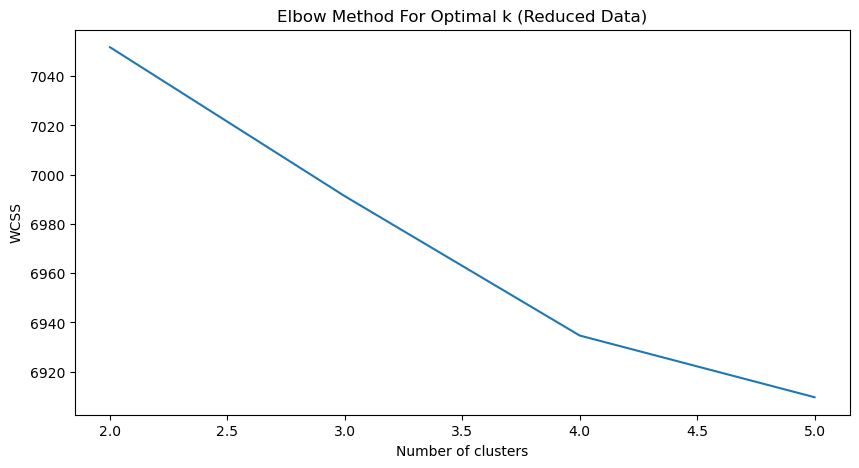 Elbow Method For Optimal k (Reduced Data)
7040
7020
7000
6980
6960
6940
6920
WCSS
2.0 2.5 3.0 3.5 4.0 4.5 5.0
Number of clusters